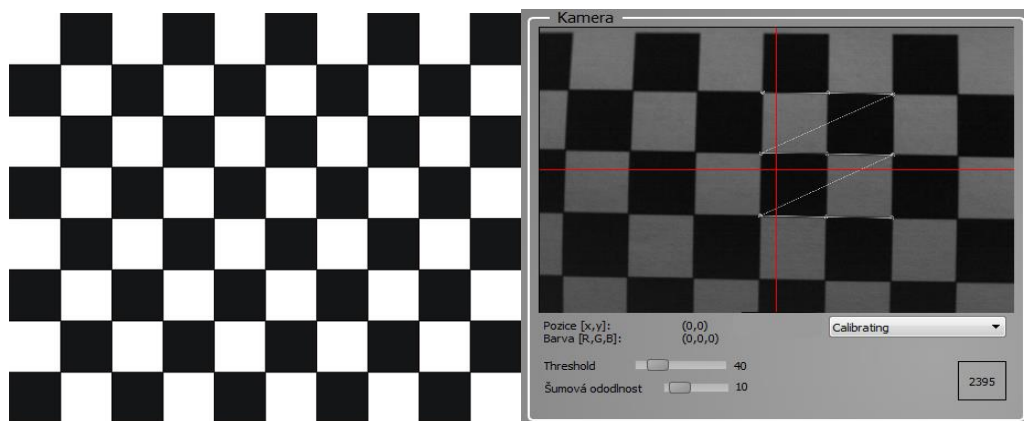 Kamera
Pozice [x,y]: (0,0)
Barva [R,G,B]: (0,0,0)
Calibrating
Threshold 40
Šumová ododlnost 10
2395